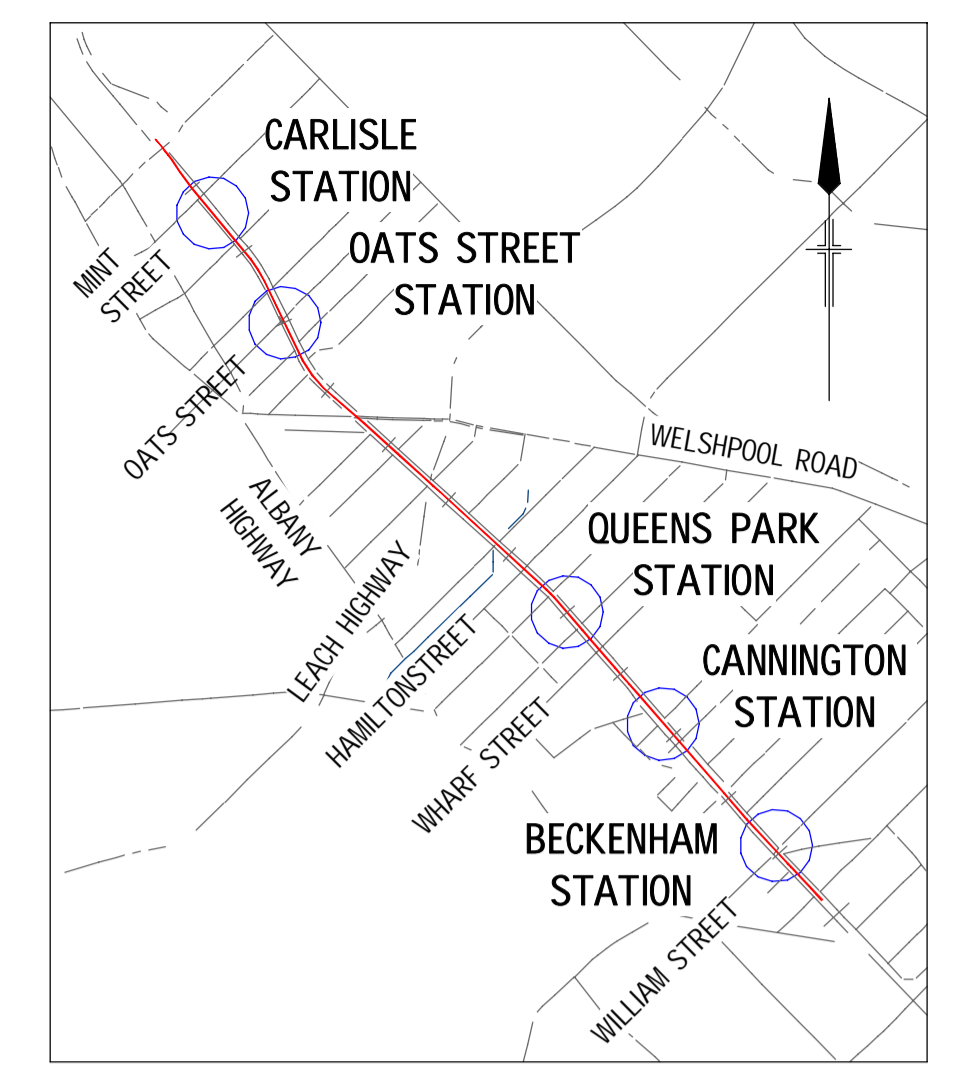 CARLISLE
STATION
OATS STREET
STATION
MINT
STREET
OATS STREET
WELSHPOOL ROAD
ALBANY
HIGHWAY
QUEENS PARK
STATION
LEACH HIGHWAY
HAMILTONSTREET
CANNINGTON
STATION
WHARF STREET
BECKENHAM
STATION
WILLIAM STREET